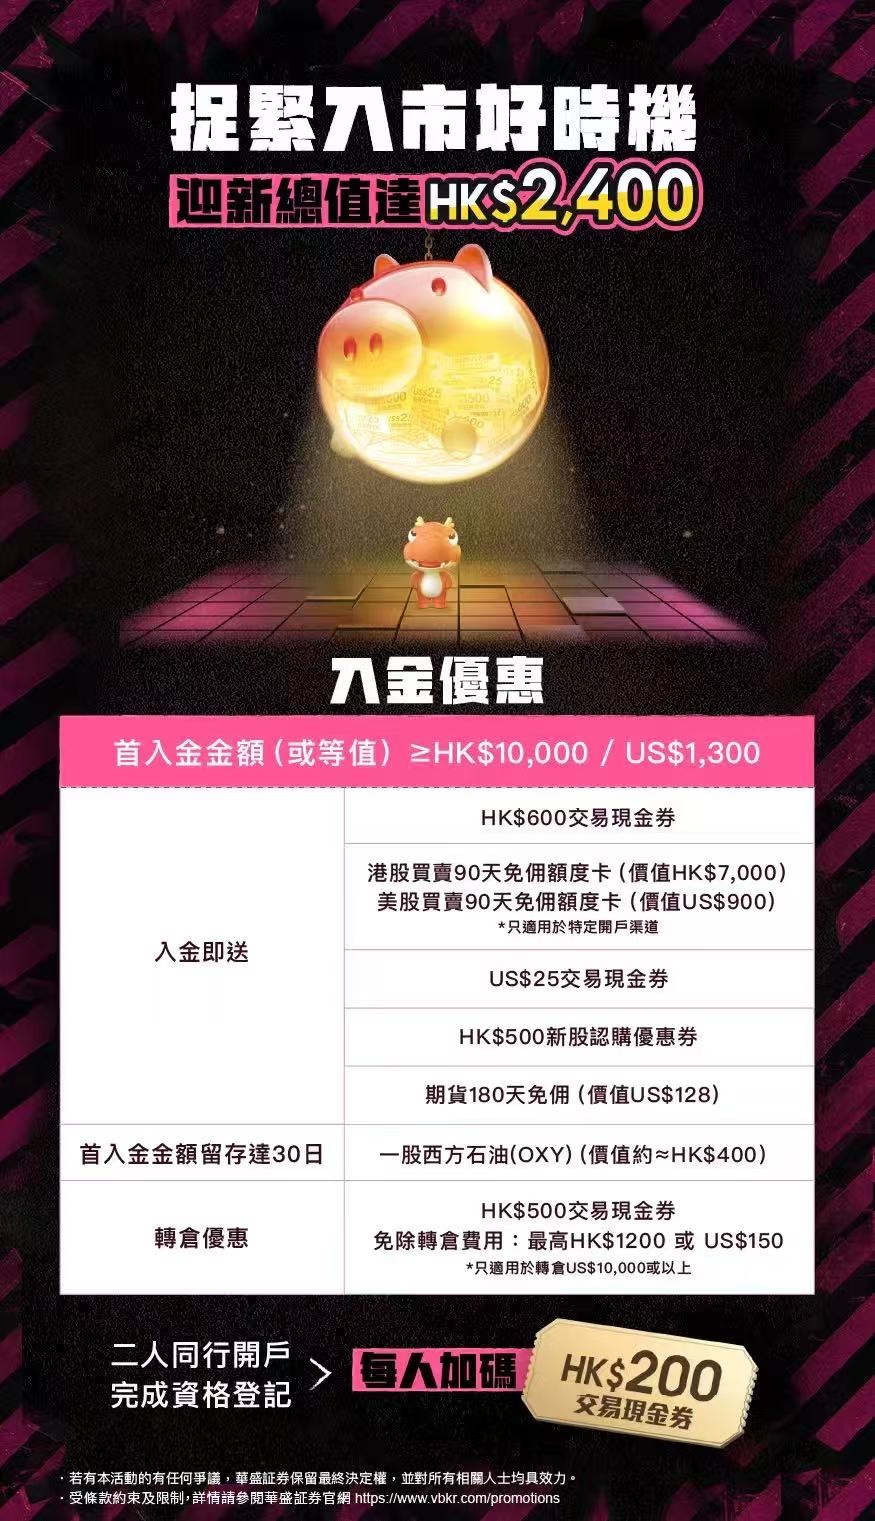 捉緊入市好時機
迎新總值達HK$2,400
入金優惠
首入金金額(或等值) ≥HK$10,000 / US$1,300
入金即送
HK$600交易現金券
港股買賣90天免佣額度卡(價值HK$7,000)
美股買賣90天免佣額度卡(價值US$900)
*只適用於特定開戶渠道
US$25交易現金券
HK$500新股認購優惠券
期貨180天免佣(價值US$128)
首入金金額留存達30日
一股西方石油(OXY)(價值約≈HK$400)
轉倉優惠
HK$500交易現金券
免除轉倉費用：最高HK$1200 或 US$150
*只適用於轉倉US$10,000或以上
二人同行開戶
完成資格登記
>
每人加碼
HK$200
交易現金券
·若有本活動的有任何爭議，華盛証券保留最終決定權，並對所有相關人士均具效力。
·受條款約束及限制，詳情請參閱華盛証券官網 https://www.vbkr.com/promotions